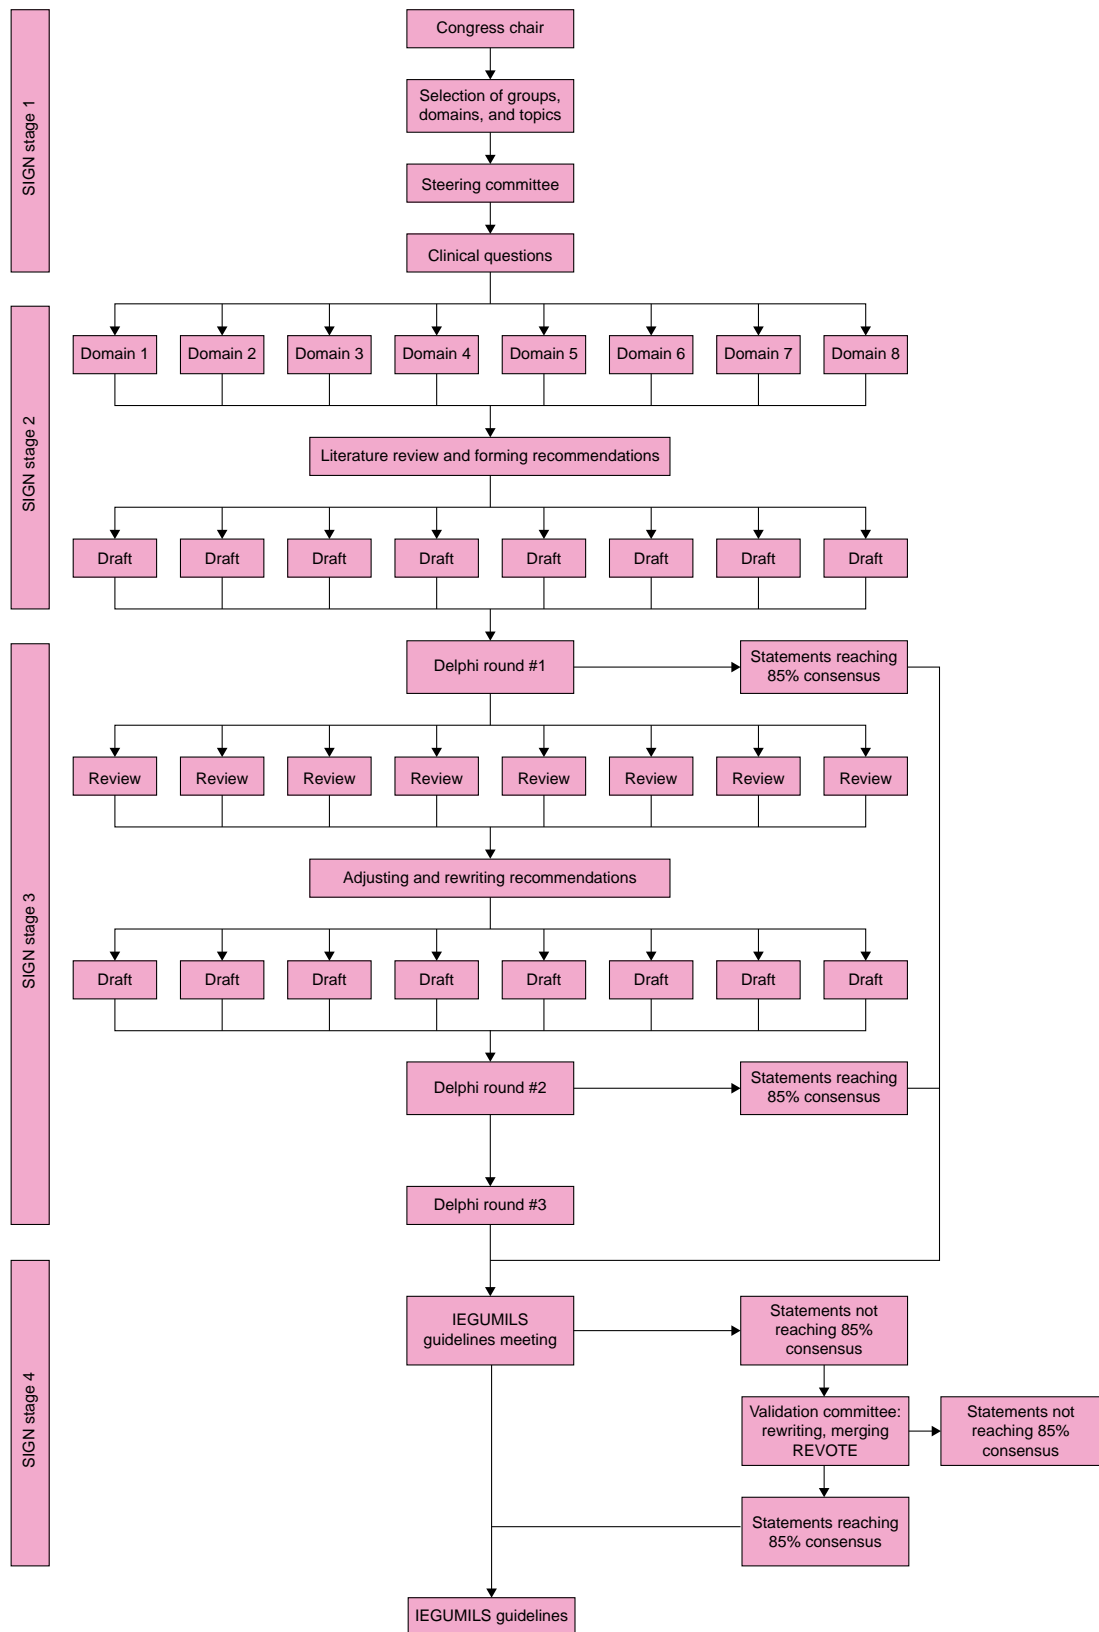 SIGN stage 1
Congress chair
Selection of groups,
domains, and topics
Steering committee
Clinical questions
SIGN stage 2
Domain 1
Domain 2
Domain 3
Domain 4
Domain 5
Domain 6
Domain 7
Domain 8
Literature review and forming recommendations
Draft
Draft
Draft
Draft
Draft
Draft
Draft
Draft
SIGN stage 3
Delphi round #1
Statements reaching
85% consensus
Review
Review
Review
Review
Review
Review
Review
Review
Adjusting and rewriting recommendations
Draft
Draft
Draft
Draft
Draft
Draft
Draft
Draft
Delphi round #2
Statements reaching
85% consensus
Delphi round #3
SIGN stage 4
IEGUMILS
guidelines meeting
Statements not
reaching 85%
consensus
Validation committee:
rewriting, merging
REVOTE
Statements not
reaching 85%
consensus
Statements reaching
85% consensus
IEGUMILS guidelines